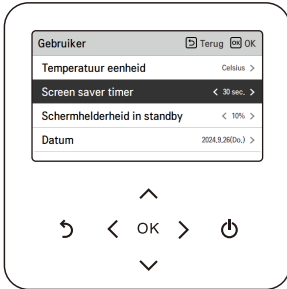 Gebruiker Terug OK OK
Temperatuur eenheid Celsius >
Screen saver timer < 30 sec. >
Schermhelderheid in standby < 10% >
Datum 2024.9.26(Do.) >
OK